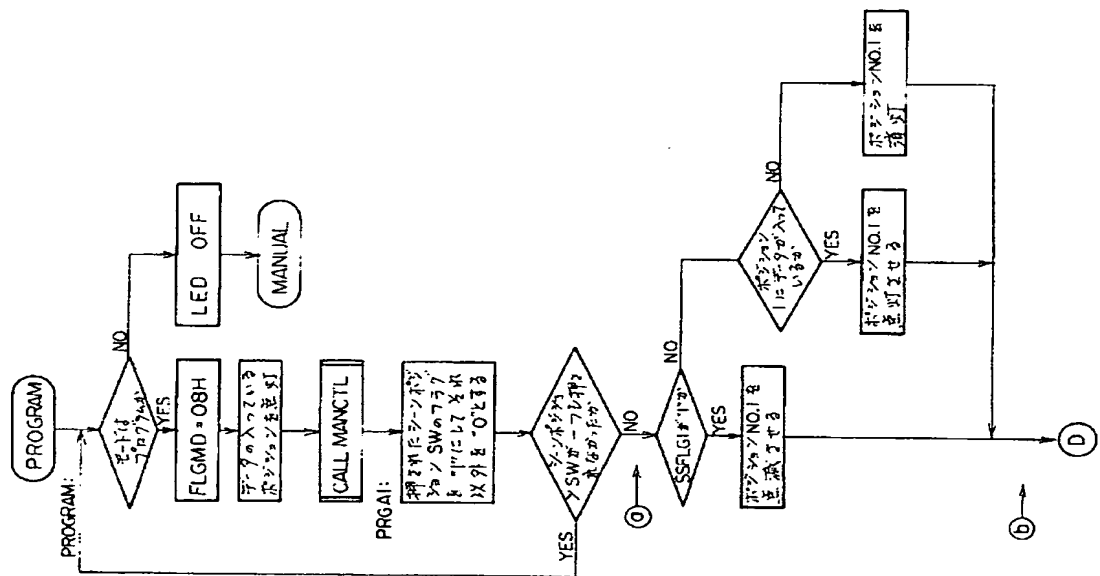 PROGRAM
PROGRAM:
モードは
プログラムか
NO
YES
LED OFF
MANUAL
FLGMD=08H
データの入っている
ポジションを点灯
CALL MANCTL
PRGA1:
押されたシーンポジ
ションSWのフラグ
を"1"にしてそれ
以外を"0"とする
シーンポジショ
ンSWが一つも押さ
れなかったか
YES
NO
ⓐ
SSFLG1が"1"か
NO
YES
ポジションNO.1を
点滅させる
ポジション
1にデータが入って
いるか
NO
YES
ポジションNO.1を
点灯させる
ポジションNO.1を
消灯
ⓑ
Ⓓ